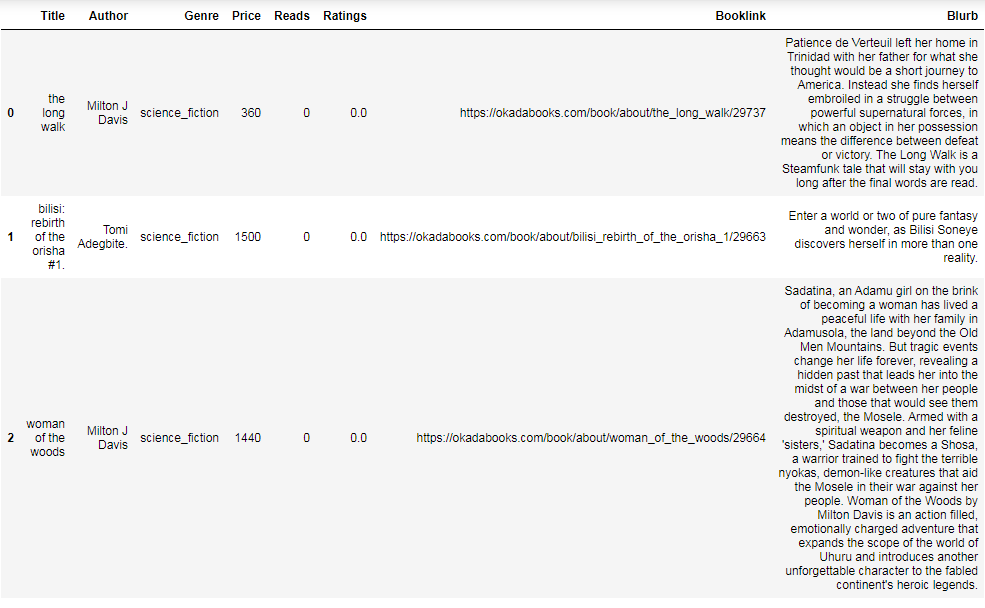 Title Author Genre Price Reads Ratings Booklink Blurb
0 the long walk Milton J Davis science_fiction 360 0 0.0 https://okadabooks.com/book/about/the_long_walk/29737
Patience de Verteuil left her home in
Trinidad with her father for what she
thought would be a short journey to
America. Instead she finds herself
embroiled in a struggle between
powerful supernatural forces, in
which an object in her possession
means the difference between defeat
or victory. The Long Walk is a
Steamfunk tale that will stay with you
long after the final words are read.
1 bilisi: rebirth of the orisha #1. Tomi Adegbite. science_fiction 1500 0 0.0 https://okadabooks.com/book/about/bilisi_rebirth_of_the_orisha_1/29663
Enter a world or two of pure fantasy
and wonder, as Bilisi Soneye
discovers herself in more than one
reality.
2 woman of the woods Milton J Davis science_fiction 1440 0 0.0 https://okadabooks.com/book/about/woman_of_the_woods/29664
Sadatina, an Adamu girl on the brink
of becoming a woman has lived a
peaceful life with her family in
Adamusola, the land beyond the Old
Men Mountains. But tragic events
change her life forever, revealing a
hidden past that leads her into the
midst of a war between her people
and those that would see them
destroyed, the Mosele. Armed with a
spiritual weapon and her feline
'sisters,' Sadatina becomes a Shosa,
a warrior trained to fight the terrible
nyokas, demon-like creatures that aid
the Mosele in their war against her
people. Woman of the Woods by
Milton Davis is an action filled,
emotionally charged adventure that
expands the scope of the world of
Uhuru and introduces another
unforgettable character to the fabled
continent's heroic legends.